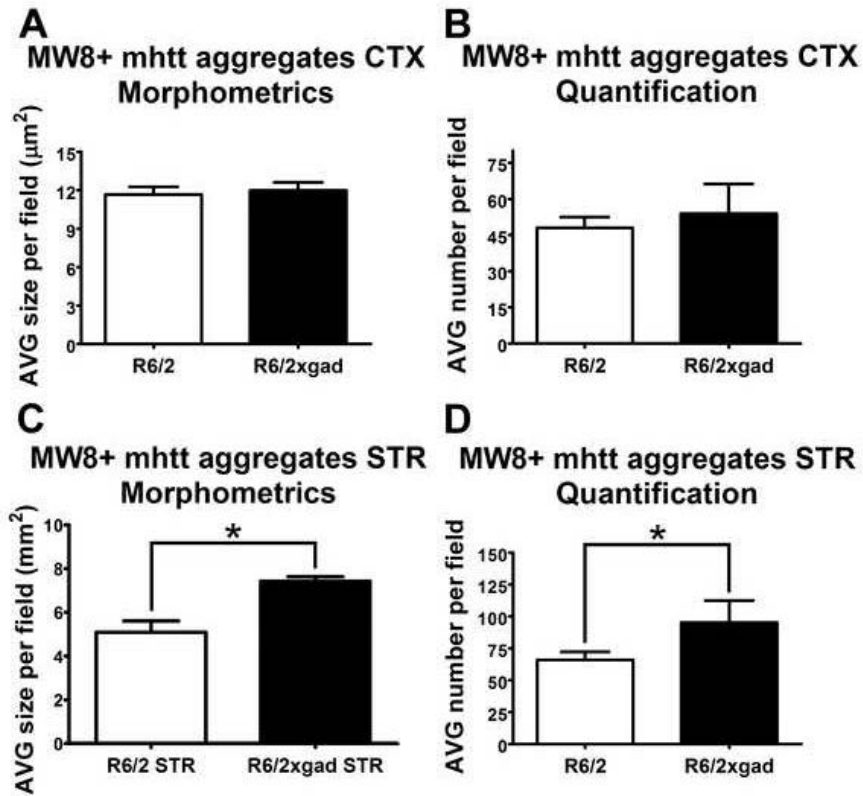 A
MW8+ mhtt aggregates CTX
Morphometrics
AVG size per field (μm²)
15
12
9
6
3
0
R6/2
R6/2xgad
B
MW8+ mhtt aggregates CTX
Quantification
AVG number per field
75
60
45
30
15
0
R6/2
R6/2xgad
C
MW8+ mhtt aggregates STR
Morphometrics
AVG size per field (mm²)
10
8
6
4
2
0
*
R6/2 STR
R6/2xgad STR
D
MW8+ mhtt aggregates STR
Quantification
AVG number per field
150
125
100
75
50
25
0
*
R6/2
R6/2xgad